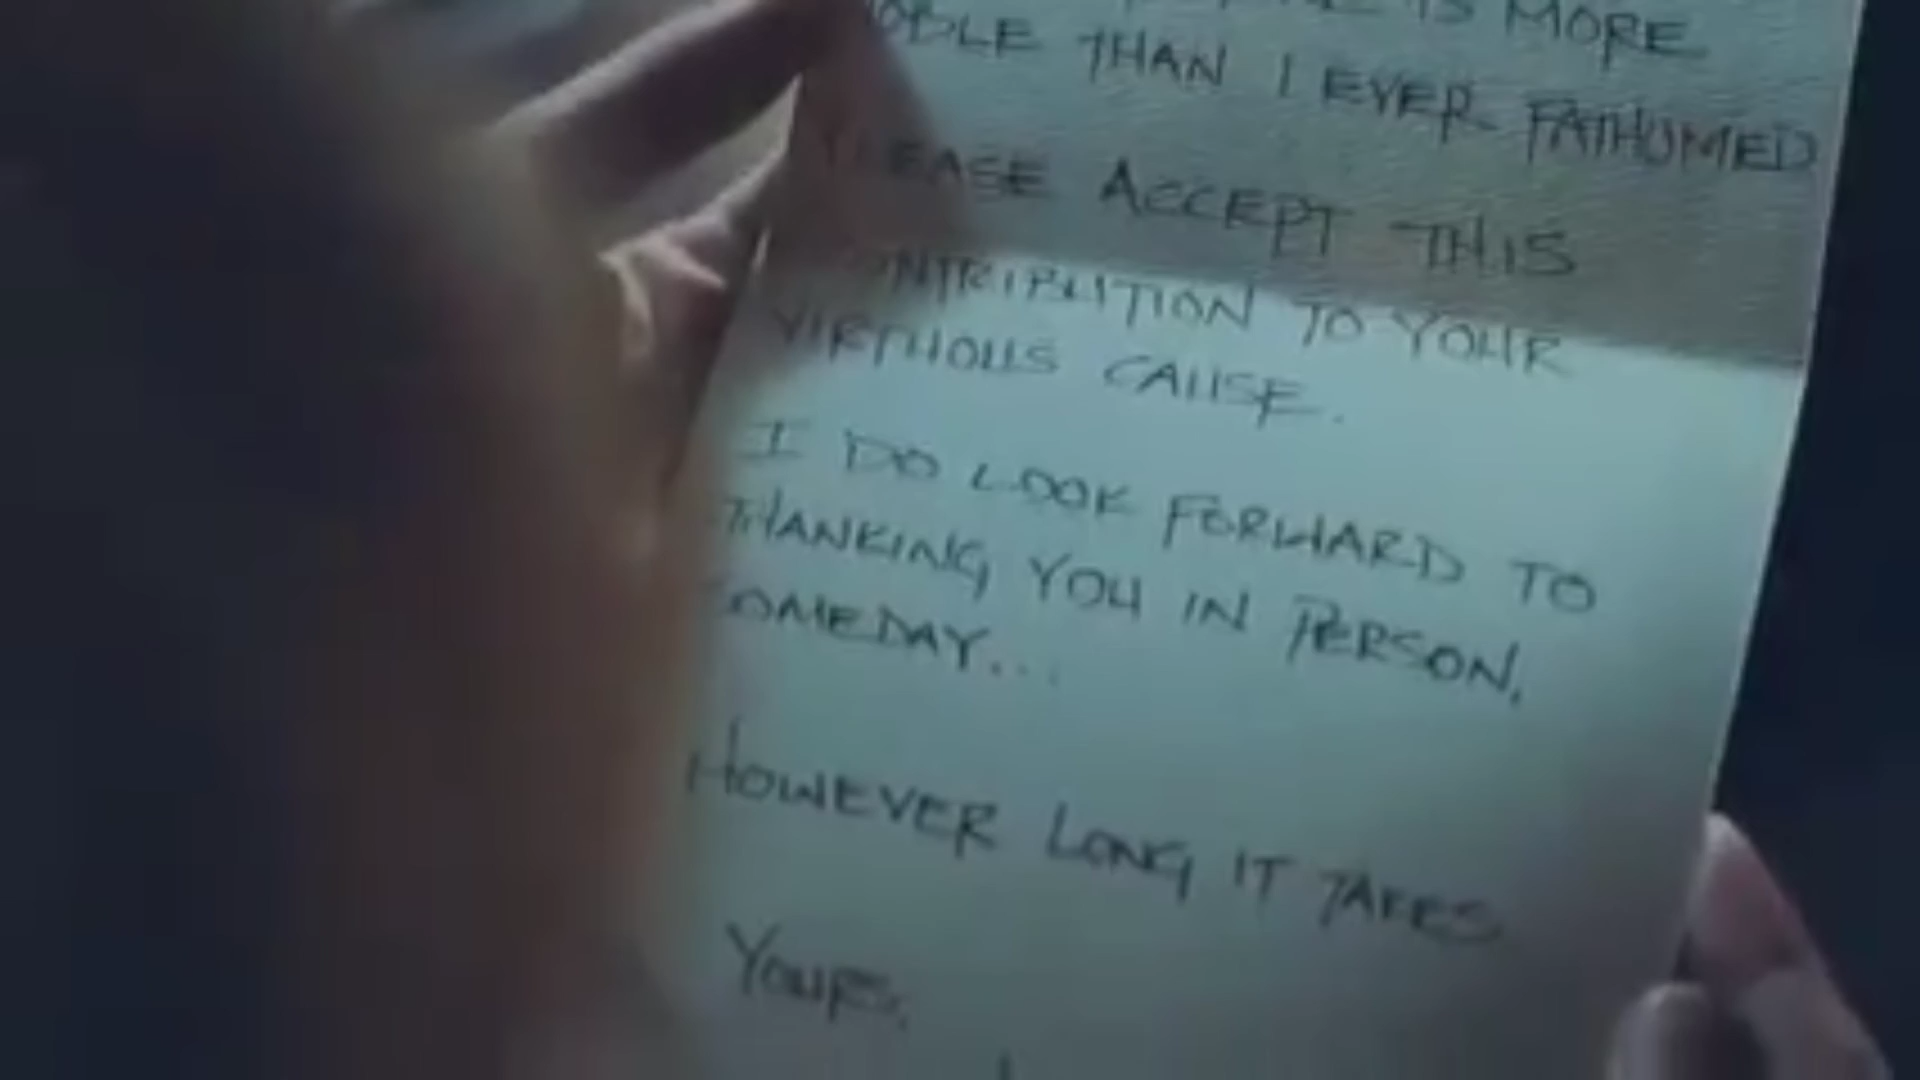 IS MORE
THAN I EVER FATHOMED
ACCEPT THIS
TO YOUR
VIRTUOUS CAUSE.
I DO LOOK FORWARD TO
THANKING YOU IN PERSON,
SOMEDAY...
HOWEVER LONG IT TAKES
YOURS,